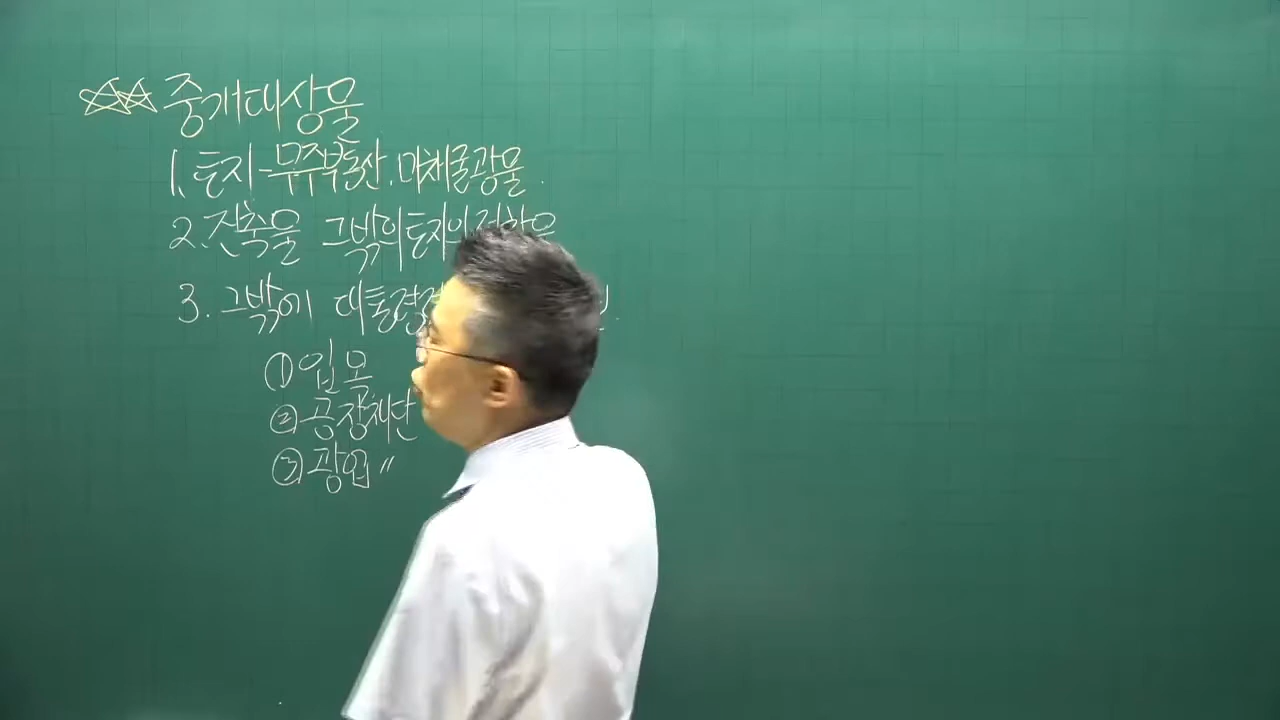 ☆☆ 중개대상물
1. 토지 - 무주부동산. 미채굴광물.
2. 건축물 그밖의 토지의 정착물
3. 그밖에 대통령
① 입목
② 공장재단
③ 광업 〃